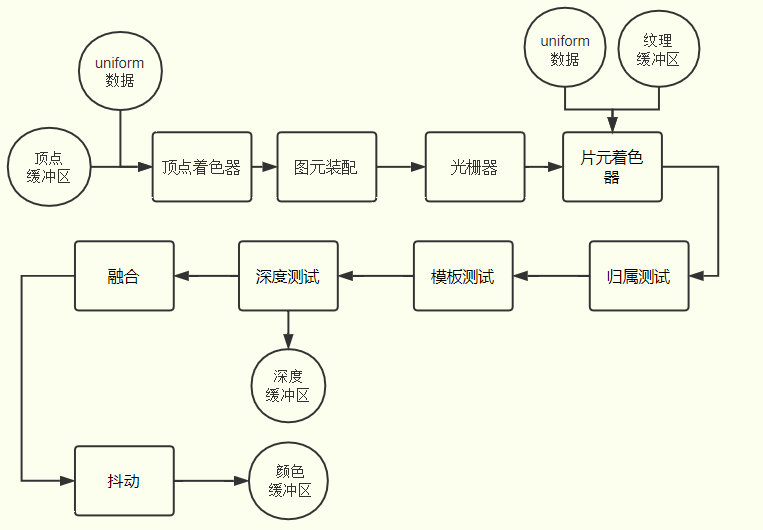 uniform
数据
uniform
数据
纹理
缓冲区
顶点
缓冲区
顶点着色器
图元装配
光栅器
片元着色
器
融合
深度测试
模板测试
归属测试
深度
缓冲区
抖动
颜色
缓冲区